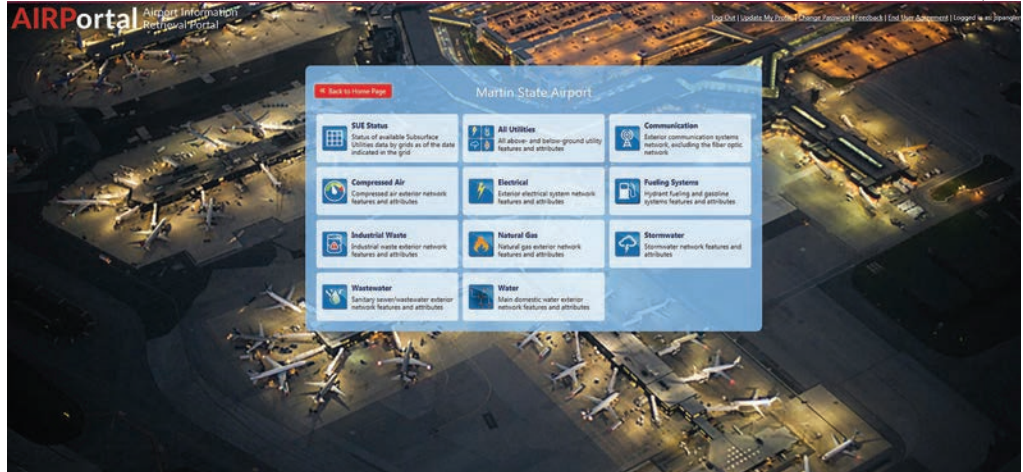 AIRPortal Airport Information
Retrieval Portal
Log Out | Update My Profile | Change Password | Feedback | End User Agreement | Logged in as:
Back to Home Page
Martin State Airport
SUE Status
Status of available Subsurface
Utilities data by grids as of the date
indicated in the grid
All Utilities
All above- and below-ground utility
features and attributes
Communication
Exterior communication systems
network, excluding the fiber optic
network
Compressed Air
Compressed air exterior network
features and attributes
Electrical
Exterior electrical system network
features and attributes
Fueling Systems
Hydrant fueling and gasoline
systems features and attributes
Industrial Waste
Industrial waste exterior network
features and attributes
Natural Gas
Natural gas exterior network
features and attributes
Stormwater
Stormwater network features and
attributes
Wastewater
Sanitary sewer/wastewater exterior
network features and attributes
Water
Main domestic water exterior
network features and attributes